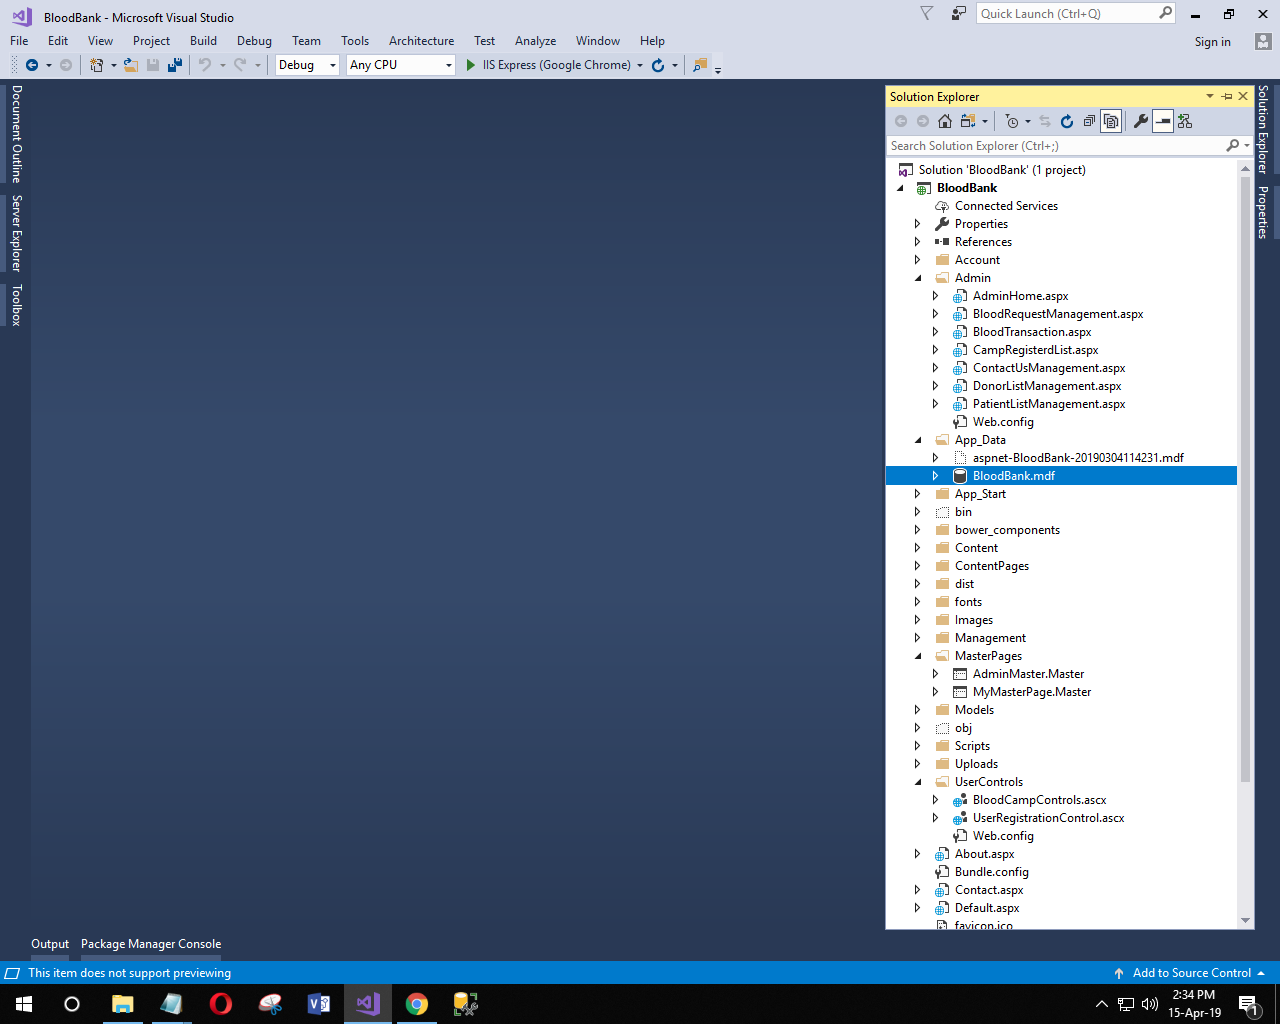 BloodBank - Microsoft Visual Studio
Quick Launch (Ctrl+Q)
File Edit View Project Build Debug Team Tools Architecture Test Analyze Window Help
Sign in
Debug Any CPU IIS Express (Google Chrome)
Document Outline
Server Explorer
Toolbox
Solution Explorer
Search Solution Explorer (Ctrl+;)
Solution 'BloodBank' (1 project)
BloodBank
Connected Services
Properties
References
Account
Admin
AdminHome.aspx
BloodRequestManagement.aspx
BloodTransaction.aspx
CampRegisterdList.aspx
ContactUsManagement.aspx
DonorListManagement.aspx
PatientListManagement.aspx
Web.config
App_Data
aspnet-BloodBank-20190304114231.mdf
BloodBank.mdf
App_Start
bin
bower_components
Content
ContentPages
dist
fonts
Images
Management
MasterPages
AdminMaster.Master
MyMasterPage.Master
Models
obj
Scripts
Uploads
UserControls
BloodCampControls.ascx
UserRegistrationControl.ascx
Web.config
About.aspx
Bundle.config
Contact.aspx
Default.aspx
favicon.ico
Solution Explorer
Properties
Output Package Manager Console
This item does not support previewing
Add to Source Control
2:34 PM
15-Apr-19
1